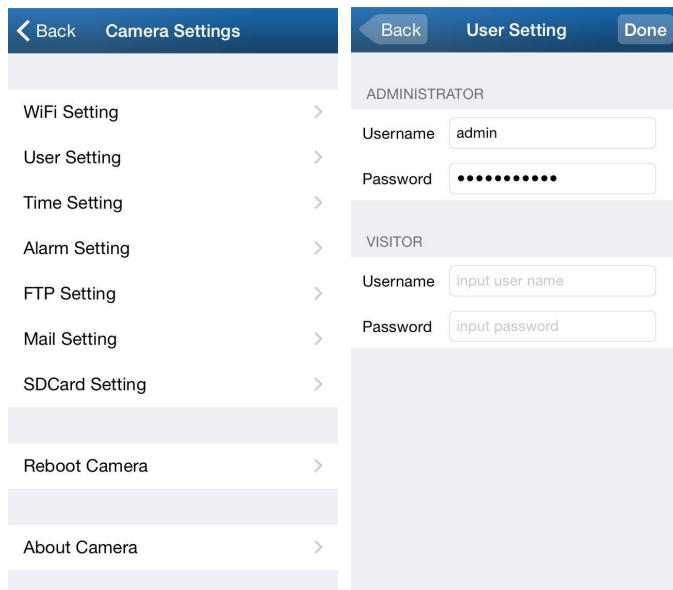 Back Camera Settings
WiFi Setting
User Setting
Time Setting
Alarm Setting
FTP Setting
Mail Setting
SDCard Setting
Reboot Camera
About Camera
Back User Setting Done
ADMINISTRATOR
Username admin
Password •••••••••••
VISITOR
Username input user name
Password input password